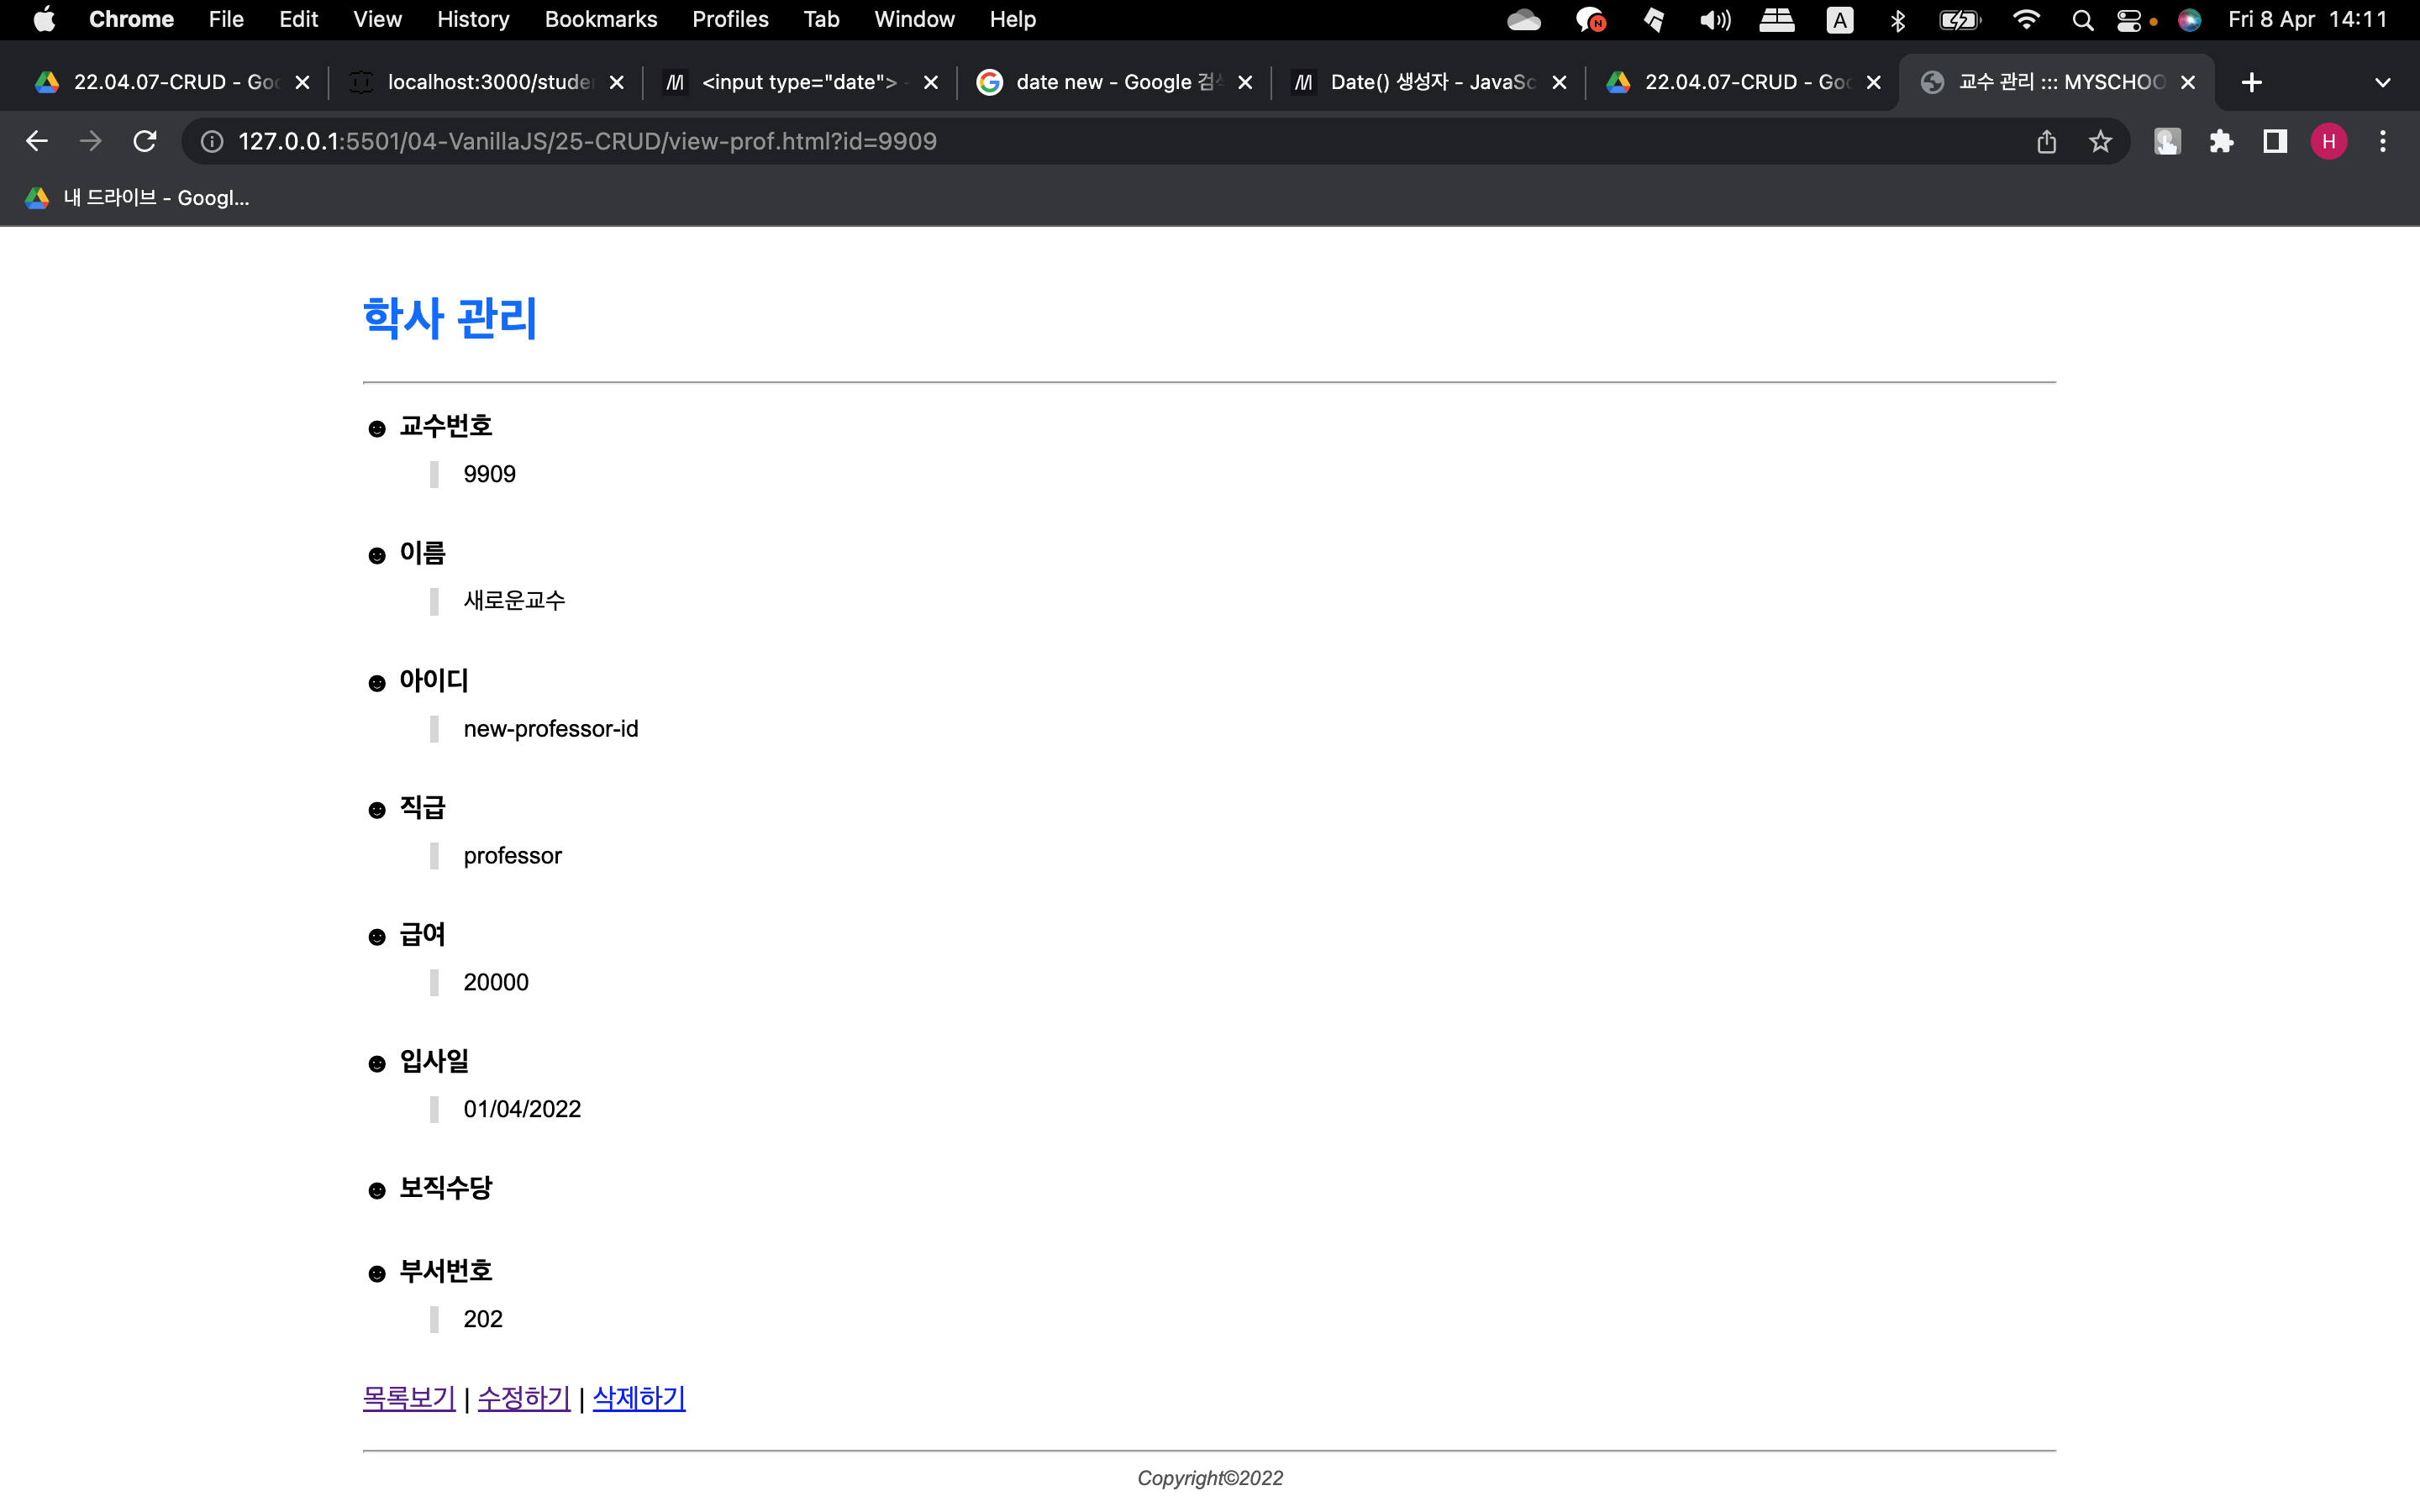 Chrome File Edit View History Bookmarks Profiles Tab Window Help A Fri 8 Apr 14:11
22.04.07-CRUD - Goo localhost:3000/studen <input type="date"> - date new - Google 검색 Date() 생성자 - JavaSc 22.04.07-CRUD - Goo 교수 관리 ::: MYSCHOO
127.0.0.1:5501/04-VanillaJS/25-CRUD/view-prof.html?id=9909 H
내 드라이브 - Googl...
학사 관리
☻ 교수번호
9909
☻ 이름
새로운교수
☻ 아이디
new-professor-id
☻ 직급
professor
☻ 급여
20000
☻ 입사일
01/04/2022
☻ 보직수당
☻ 부서번호
202
목록보기 | 수정하기 | 삭제하기
Copyright©2022